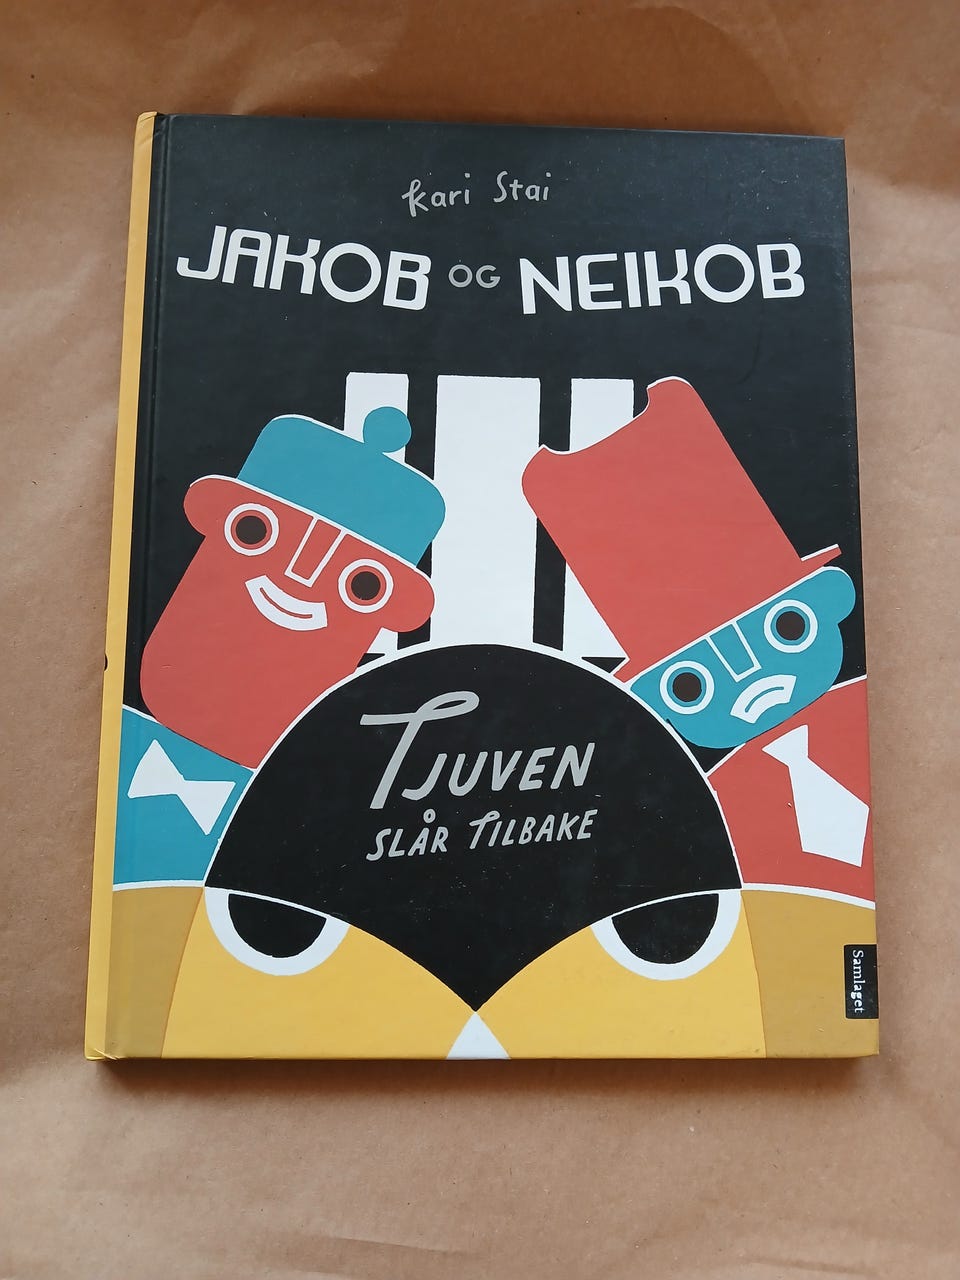 Kari Stai
JAKOB OG NEIKOB
TJUVEN
SLÅR TILBAKE
Samlaget